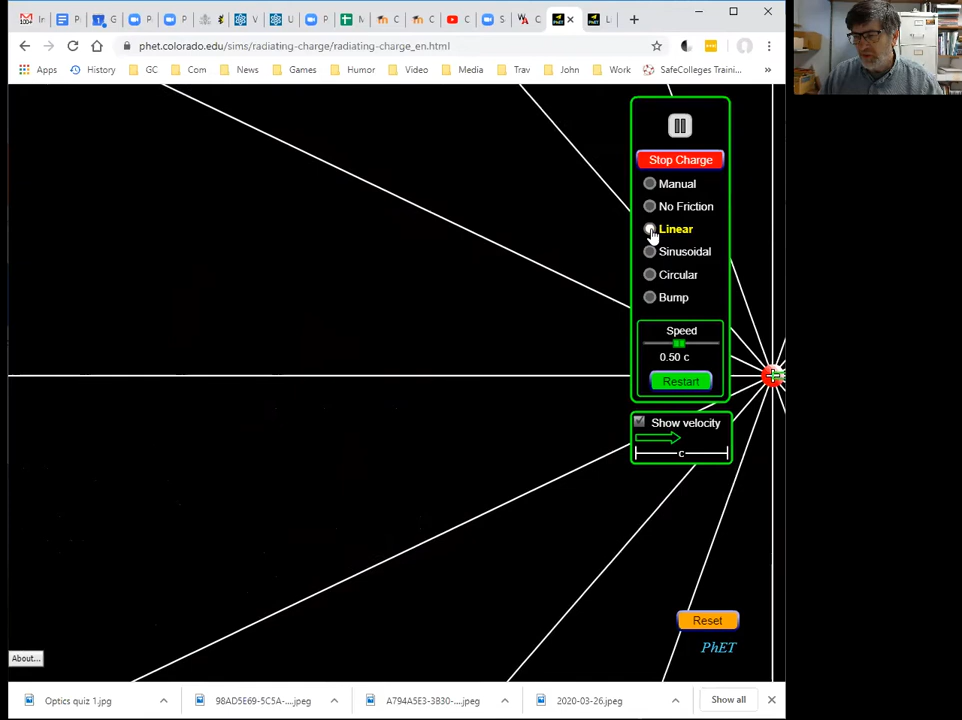 phet.colorado.edu/sims/radiating-charge/radiating-charge_en.html
Apps History GC Com News Games Humor Video Media Trav John Work SafeColleges Traini... »
Stop Charge
Manual
No Friction
Linear
Sinusoidal
Circular
Bump
Speed
0.50 c
Restart
Show velocity
c
Reset
PhET
About...
Optics quiz 1.jpg 98AD5E69-5C5A-....jpeg A794A5E3-3B30-....jpeg 2020-03-26.jpeg Show all